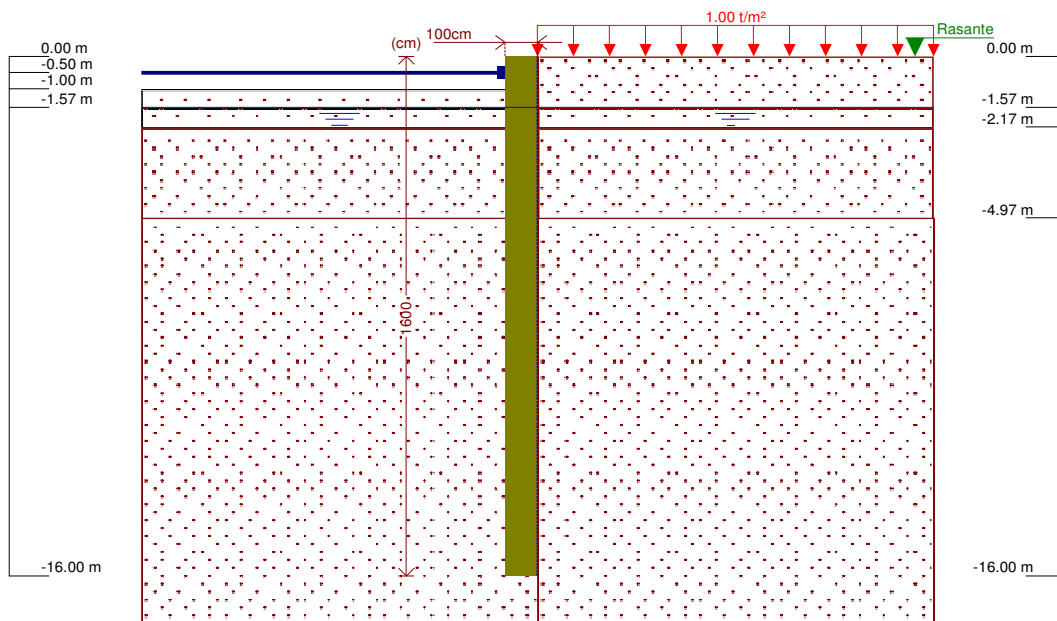 1.00 t/m²
Rasante
100cm
(cm)
0.00 m
-0.50 m
-1.00 m
-1.57 m
0.00 m
-1.57 m
-2.17 m
-4.97 m
1600
-16.00 m
-16.00 m